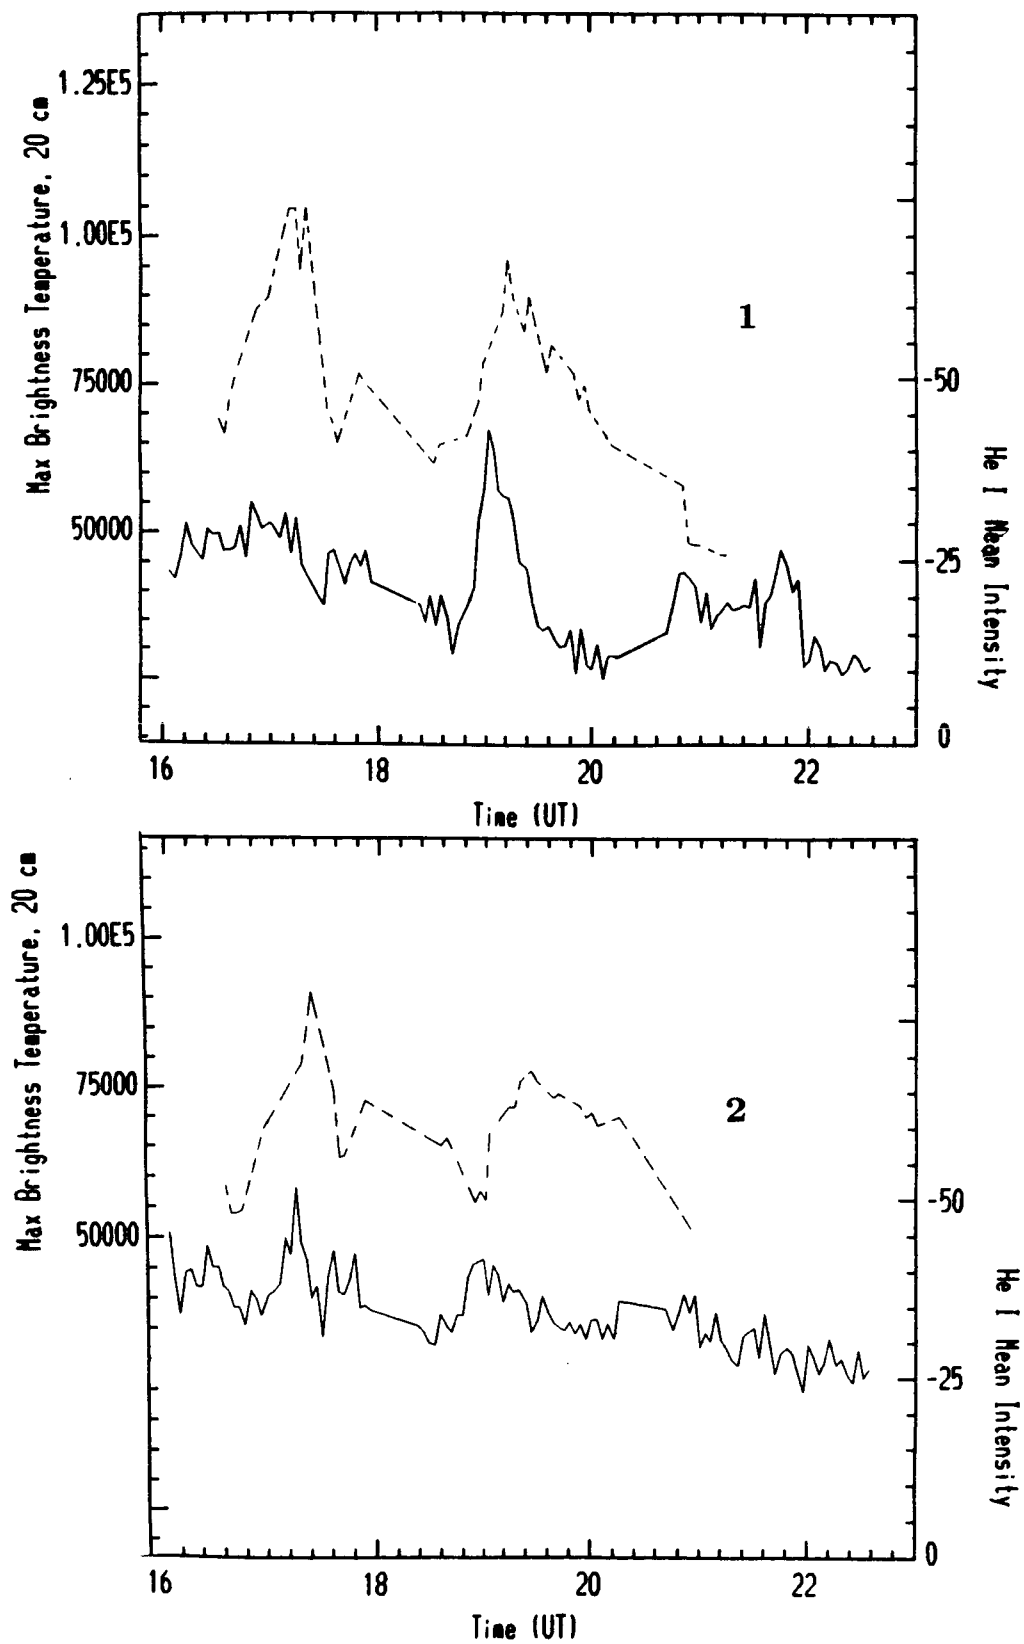 1.25E5
1.00E5
75000
50000
Max Brightness Temperature, 20 cm
1
-50
-25
0
He I Mean Intensity
16 18 20 22
Time (UT)
1.00E5
75000
50000
Max Brightness Temperature, 20 cm
2
-50
-25
0
He I Mean Intensity
16 18 20 22
Time (UT)